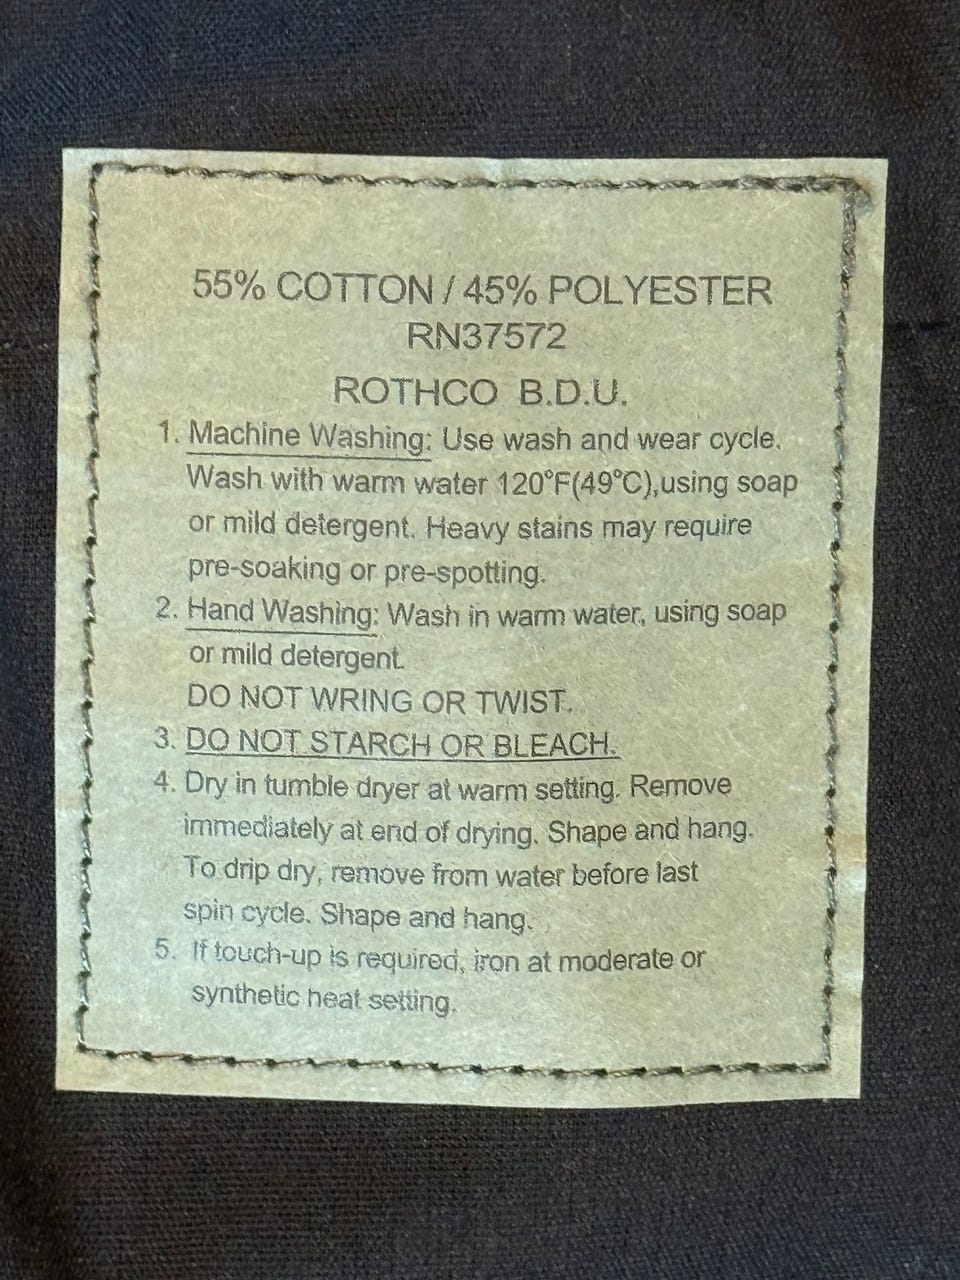 55% COTTON / 45% POLYESTER
RN37572
ROTHCO B.D.U.
1. Machine Washing: Use wash and wear cycle.
Wash with warm water 120°F(49°C),using soap
or mild detergent. Heavy stains may require
pre-soaking or pre-spotting.
2. Hand Washing: Wash in warm water, using soap
or mild detergent.
DO NOT WRING OR TWIST.
3. DO NOT STARCH OR BLEACH.
4. Dry in tumble dryer at warm setting. Remove
immediately at end of drying. Shape and hang.
To drip dry, remove from water before last
spin cycle. Shape and hang.
5. If touch-up is required, iron at moderate or
synthetic heat setting.